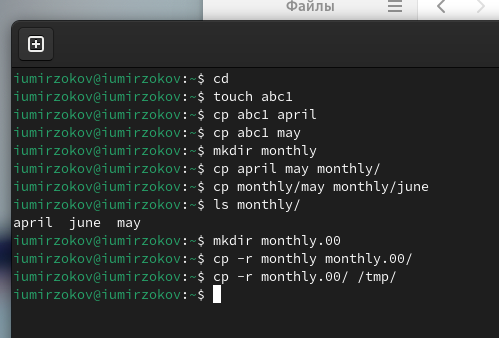 Файлы
iumirzokov@iumirzokov:~$ cd
iumirzokov@iumirzokov:~$ touch abc1
iumirzokov@iumirzokov:~$ cp abc1 april
iumirzokov@iumirzokov:~$ cp abc1 may
iumirzokov@iumirzokov:~$ mkdir monthly
iumirzokov@iumirzokov:~$ cp april may monthly/
iumirzokov@iumirzokov:~$ cp monthly/may monthly/june
iumirzokov@iumirzokov:~$ ls monthly/
april  june  may
iumirzokov@iumirzokov:~$ mkdir monthly.00
iumirzokov@iumirzokov:~$ cp -r monthly monthly.00/
iumirzokov@iumirzokov:~$ cp -r monthly.00/ /tmp/
iumirzokov@iumirzokov:~$